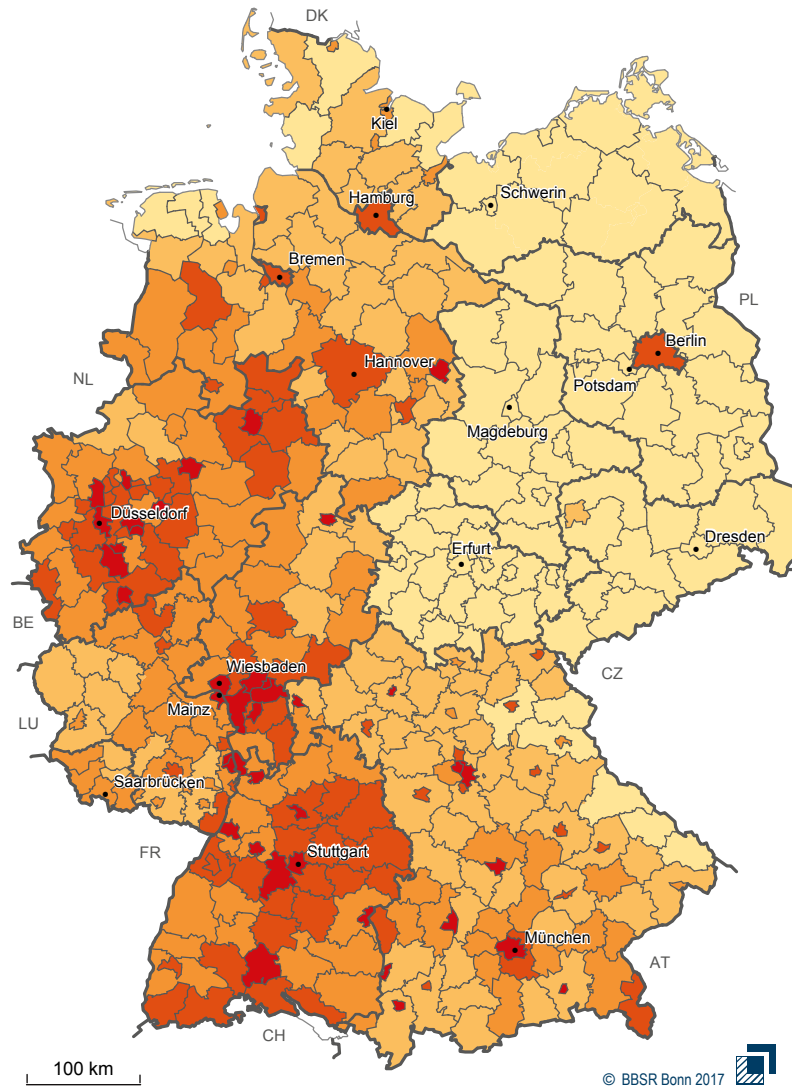 DK
Kiel
Hamburg
Schwerin
Bremen
PL
Berlin
Hannover
NL
Potsdam
Magdeburg
Düsseldorf
Dresden
Erfurt
BE
Wiesbaden
CZ
Mainz
LU
Saarbrücken
FR
Stuttgart
München
AT
CH
100 km
© BBSR Bonn 2017